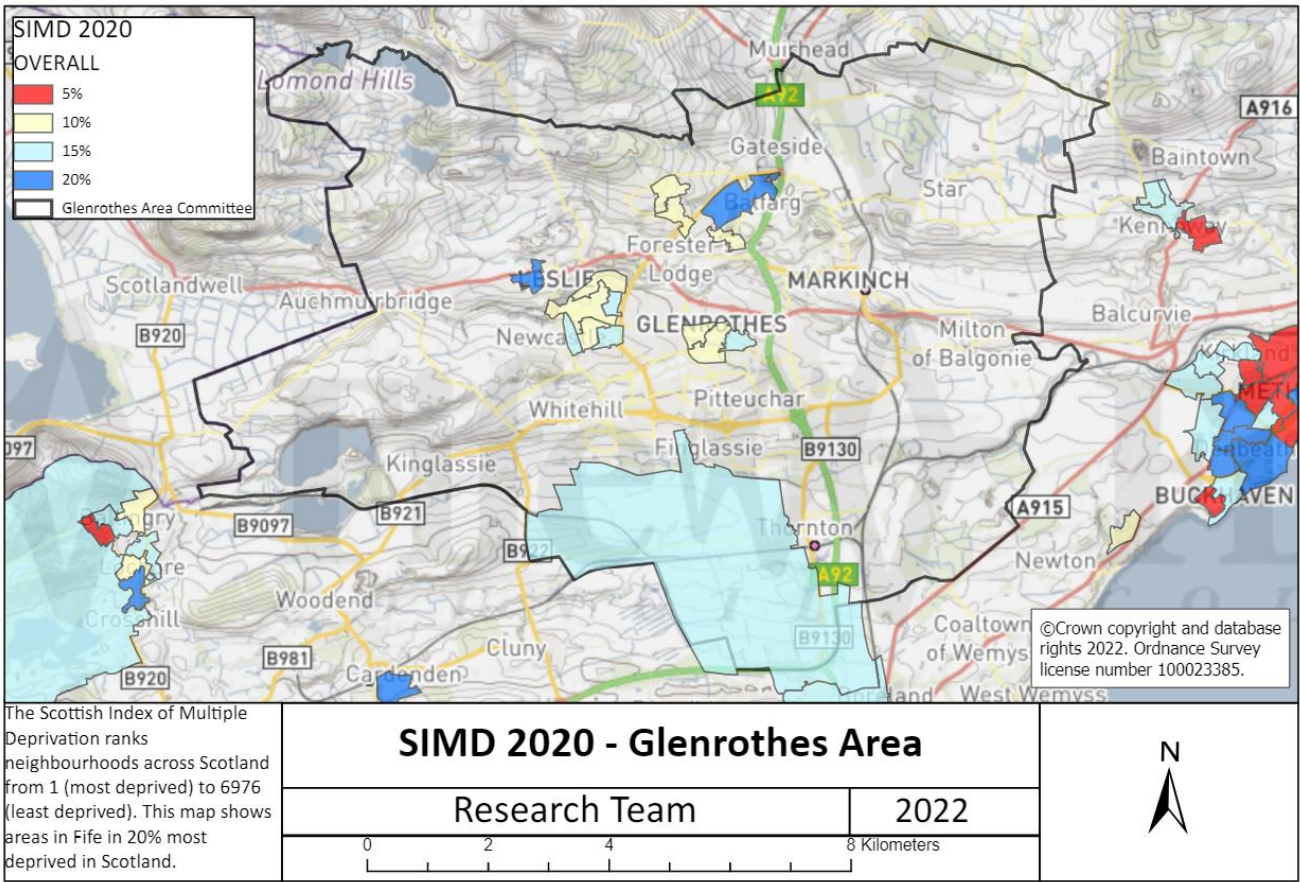 SIMD 2020
OVERALL
5%
10%
15%
20%
Glenrothes Area Committee
Muirhead
Lomond Hills
A92
A916
Gateside
Baintown
Star
Balfarg
Forester
Lodge
LESLIE
MARKINCH
Scotlandwell
Auchmuirbridge
B920
Newcas
GLENROTHES
Balcurvie
Milton
of Balgonie
Whitehill
Pitteuchar
Finglassie
B9130
Kinglassie
097
BUCKHAVEN
A915
B9097
B921
B922
Thornton
Newton
A92
Woodend
Crosshill
B9130
Coaltown
of Wemys
B981
Cluny
B920
Cardenden
West Wemyss
©Crown copyright and database
rights 2022. Ordnance Survey
license number 100023385.
The Scottish Index of Multiple
Deprivation ranks
neighbourhoods across Scotland
from 1 (most deprived) to 6976
(least deprived). This map shows
areas in Fife in 20% most
deprived in Scotland.
SIMD 2020 - Glenrothes Area
Research Team
2022
0 2 4 8 Kilometers
N